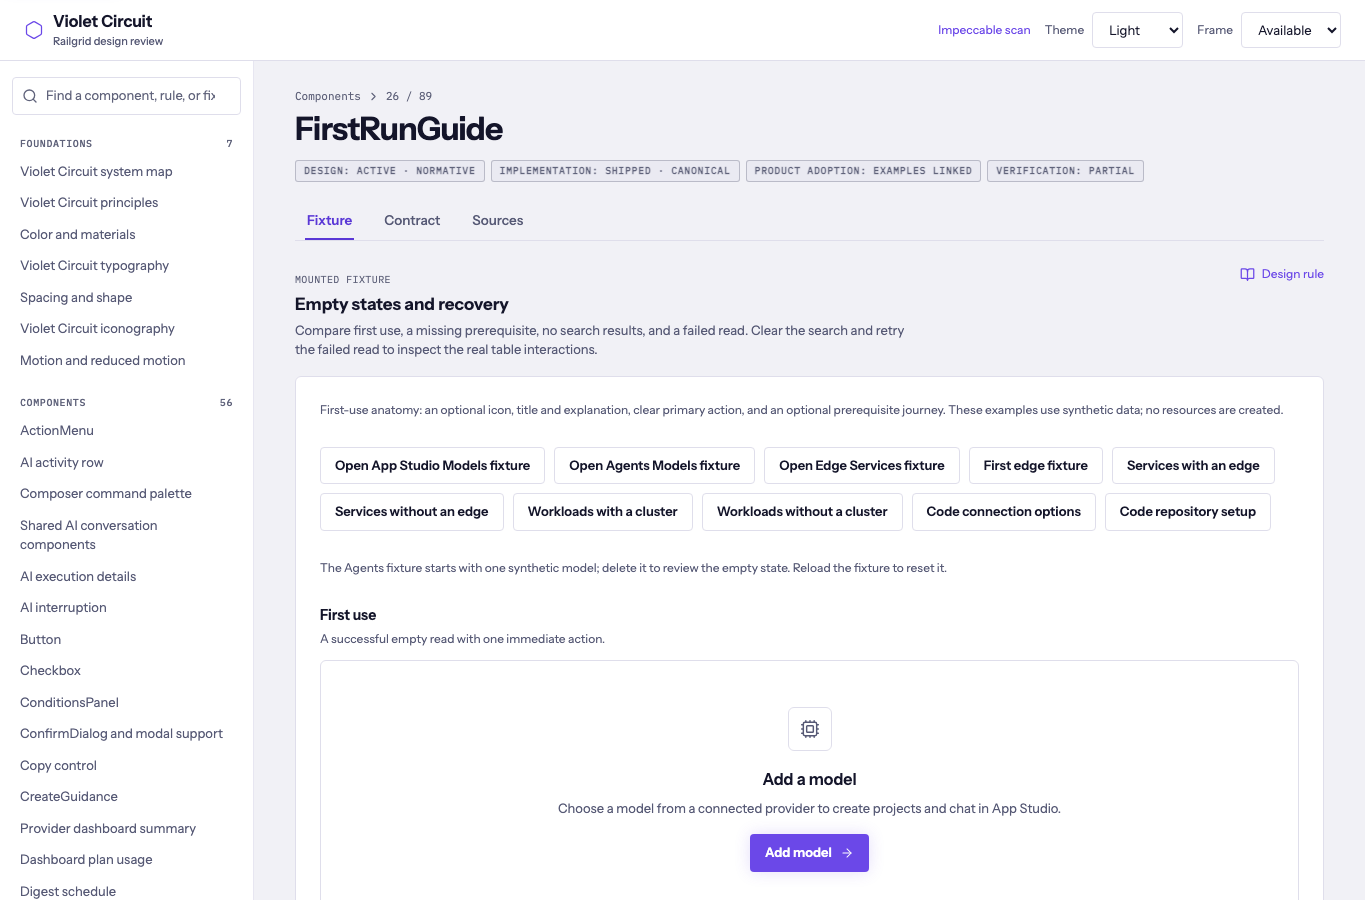 Violet Circuit
Railgrid design review
Impeccable scan
Theme
Light
Frame
Available
Find a component, rule, or fix
FOUNDATIONS 7
Violet Circuit system map
Violet Circuit principles
Color and materials
Violet Circuit typography
Spacing and shape
Violet Circuit iconography
Motion and reduced motion
COMPONENTS 56
ActionMenu
AI activity row
Composer command palette
Shared AI conversation
components
AI execution details
AI interruption
Button
Checkbox
ConditionsPanel
ConfirmDialog and modal support
Copy control
CreateGuidance
Provider dashboard summary
Dashboard plan usage
Digest schedule
Components > 26 / 89
FirstRunGuide
DESIGN: ACTIVE · NORMATIVE
IMPLEMENTATION: SHIPPED · CANONICAL
PRODUCT ADOPTION: EXAMPLES LINKED
VERIFICATION: PARTIAL
Fixture
Contract
Sources
MOUNTED FIXTURE
Design rule
Empty states and recovery
Compare first use, a missing prerequisite, no search results, and a failed read. Clear the search and retry
the failed read to inspect the real table interactions.
First-use anatomy: an optional icon, title and explanation, clear primary action, and an optional prerequisite journey. These examples use synthetic data; no resources are created.
Open App Studio Models fixture
Open Agents Models fixture
Open Edge Services fixture
First edge fixture
Services with an edge
Services without an edge
Workloads with a cluster
Workloads without a cluster
Code connection options
Code repository setup
The Agents fixture starts with one synthetic model; delete it to review the empty state. Reload the fixture to reset it.
First use
A successful empty read with one immediate action.
Add a model
Choose a model from a connected provider to create projects and chat in App Studio.
Add model